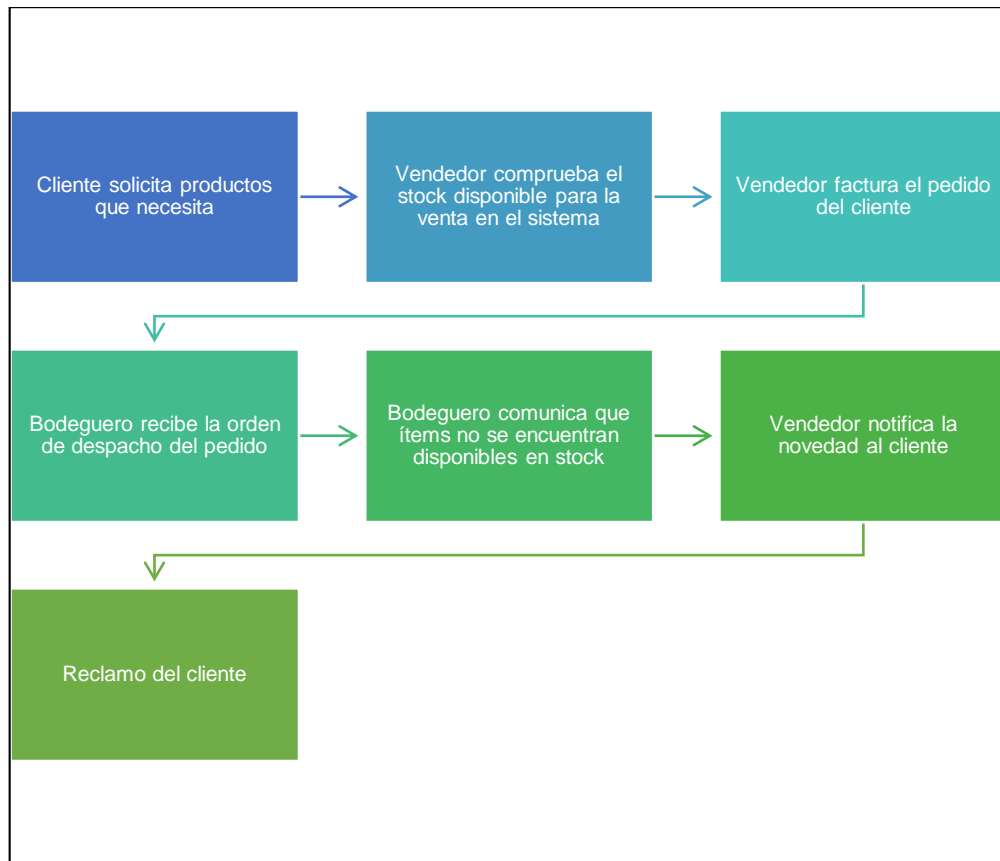 Cliente solicita productos
que necesita
Vendedor comprueba el
stock disponible para la
venta en el sistema
Vendedor factura el pedido
del cliente
Bodeguero recibe la orden
de despacho del pedido
Bodeguero comunica que
ítems no se encuentran
disponibles en stock
Vendedor notifica la
novedad al cliente
Reclamo del cliente